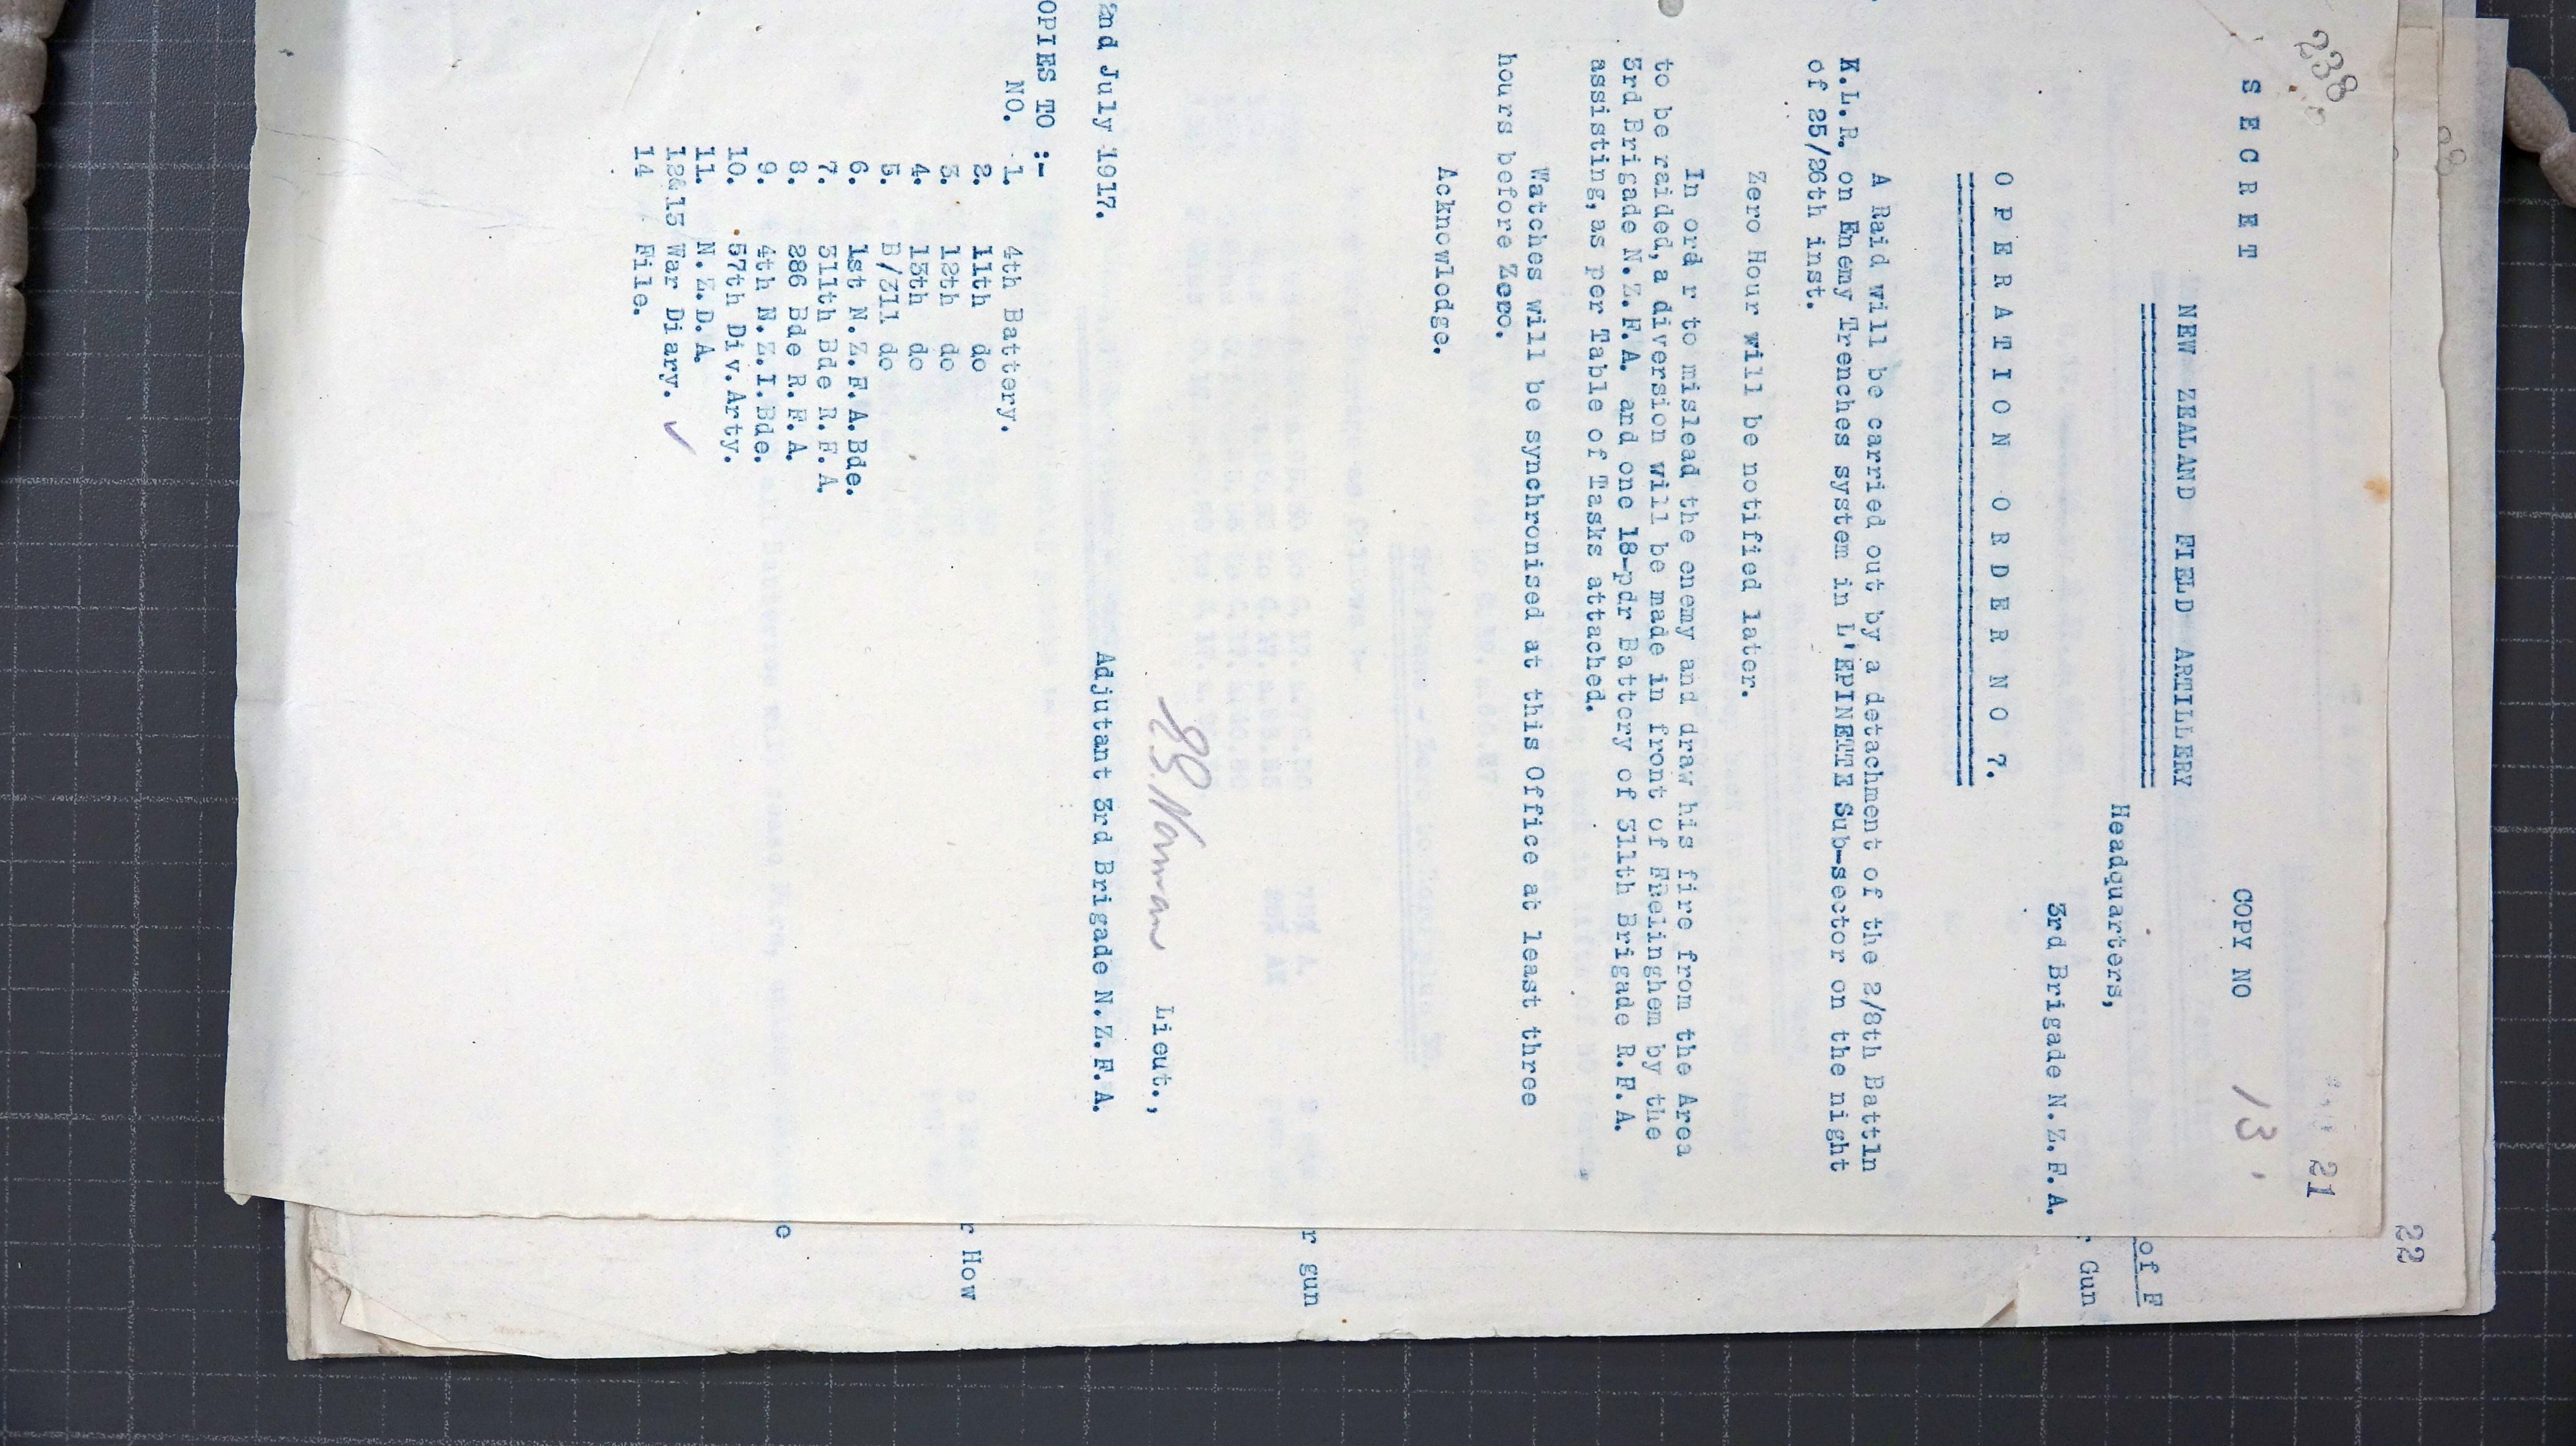 238
21
SECRET
COPY NO 13
NEW ZEALAND FIELD ARTILLERY
Headquarters,
3rd Brigade N.Z.F.A.
OPERATION ORDER NO 7.
A Raid will be carried out by a detachment of the 2/8th Battln
K.L.R. on Enemy Trenches system in L'EPINETTE Sub-sector on the night
of 25/26th inst.
Zero Hour will be notified later.
In ord r to mislead the enemy and draw his fire from the Area
to be raided, a diversion will be made in front of FRelinghem by the
3rd Brigade N.Z.F.A. and one 18-pdr Battery of 311th Brigade R.F.A.
assisting, as per Table of Tasks attached.
Watches will be synchronised at this Office at least three
hours before Zero.
Acknowledge.
Lieut.,
2nd July 1917. Adjutant 3rd Brigade N.Z.F.A.
OPIES TO :-
NO. 1. 4th Battery.
2. 11th do
3. 12th do
4. 13th do
5. B/311 do
6. 1st N.Z.F.A.Bde.
7. 311th Bde R.F.A.
8. 286 Bde R.F.A.
9. 4th N.Z.I.Bde.
10. 57th Div.Arty.
11. N.Z.D.A.
12&13 War Diary. ✓
14 File.
22
of F
Gun
r gun
r How
e